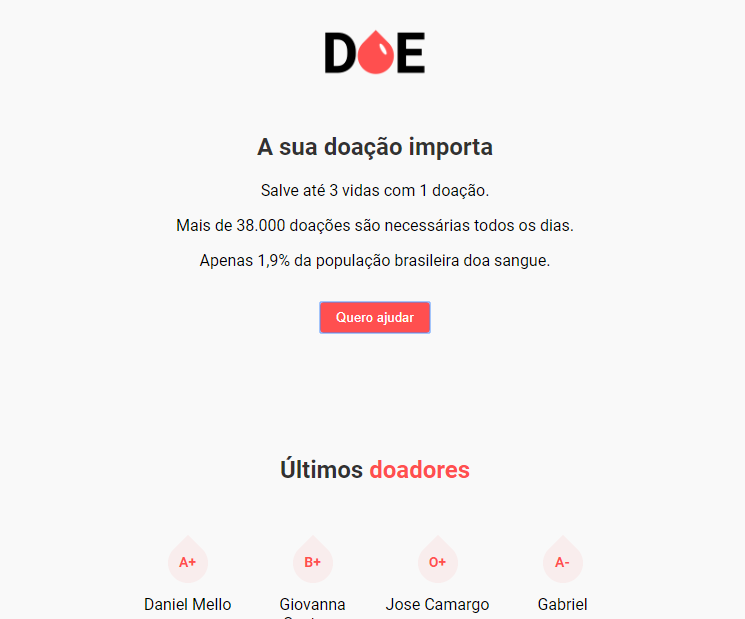 DOE
A sua doação importa
Salve até 3 vidas com 1 doação.
Mais de 38.000 doações são necessárias todos os dias.
Apenas 1,9% da população brasileira doa sangue.
Quero ajudar
Últimos doadores
A+ B+ O+ A-
Daniel Mello Giovanna Jose Camargo Gabriel